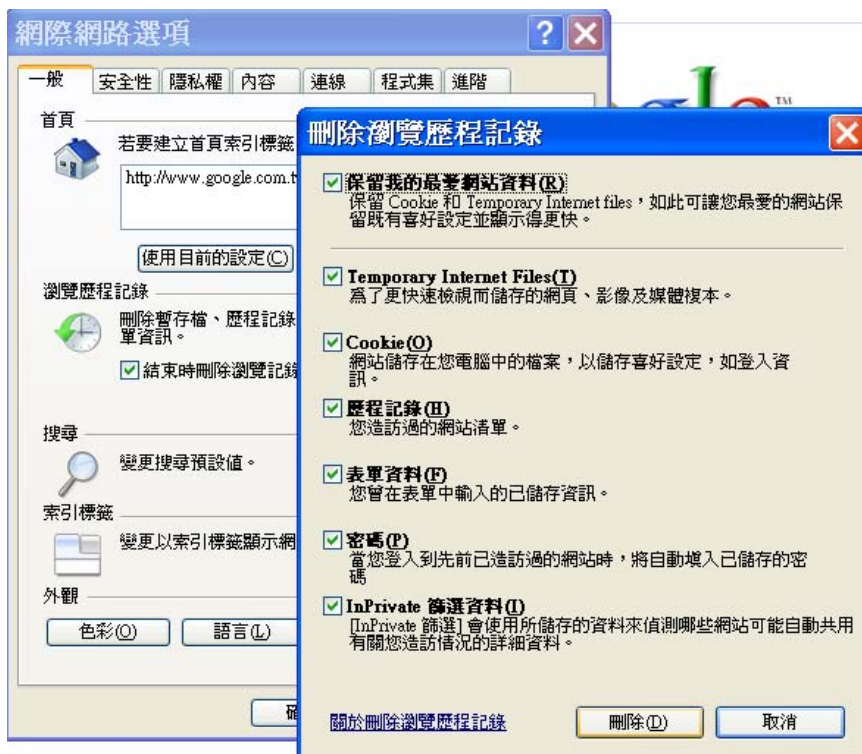 網際網路選項
一般 安全性 隱私權 內容 連線 程式集 進階
首頁
若要建立首頁索引標籤
http://www.google.com.t
使用目前的設定(C)
瀏覽歷程記錄
刪除暫存檔、歷程記錄
單資訊。
結束時刪除瀏覽記錄
搜尋
變更搜尋預設值。
索引標籤
變更以索引標籤顯示網
外觀
色彩(O) 語言(L)
TM
刪除瀏覽歷程記錄
保留我的最愛網站資料(R)
保留 Cookie 和 Temporary Internet files，如此可讓您最愛的網站保
留既有喜好設定並顯示得更快。
Temporary Internet Files(T)
為了更快速檢視而儲存的網頁、影像及媒體複本。
Cookie(O)
網站儲存在您電腦中的檔案，以儲存喜好設定，如登入資
訊。
歷程記錄(H)
您造訪過的網站清單。
表單資料(F)
您曾在表單中輸入的已儲存資訊。
密碼(P)
當您登入到先前已造訪過的網站時，將自動填入已儲存的密
碼
InPrivate 篩選資料(I)
[InPrivate 篩選] 會使用所儲存的資料來偵測哪些網站可能自動共用
有關您造訪情況的詳細資料。
關於刪除瀏覽歷程記錄 刪除(D) 取消